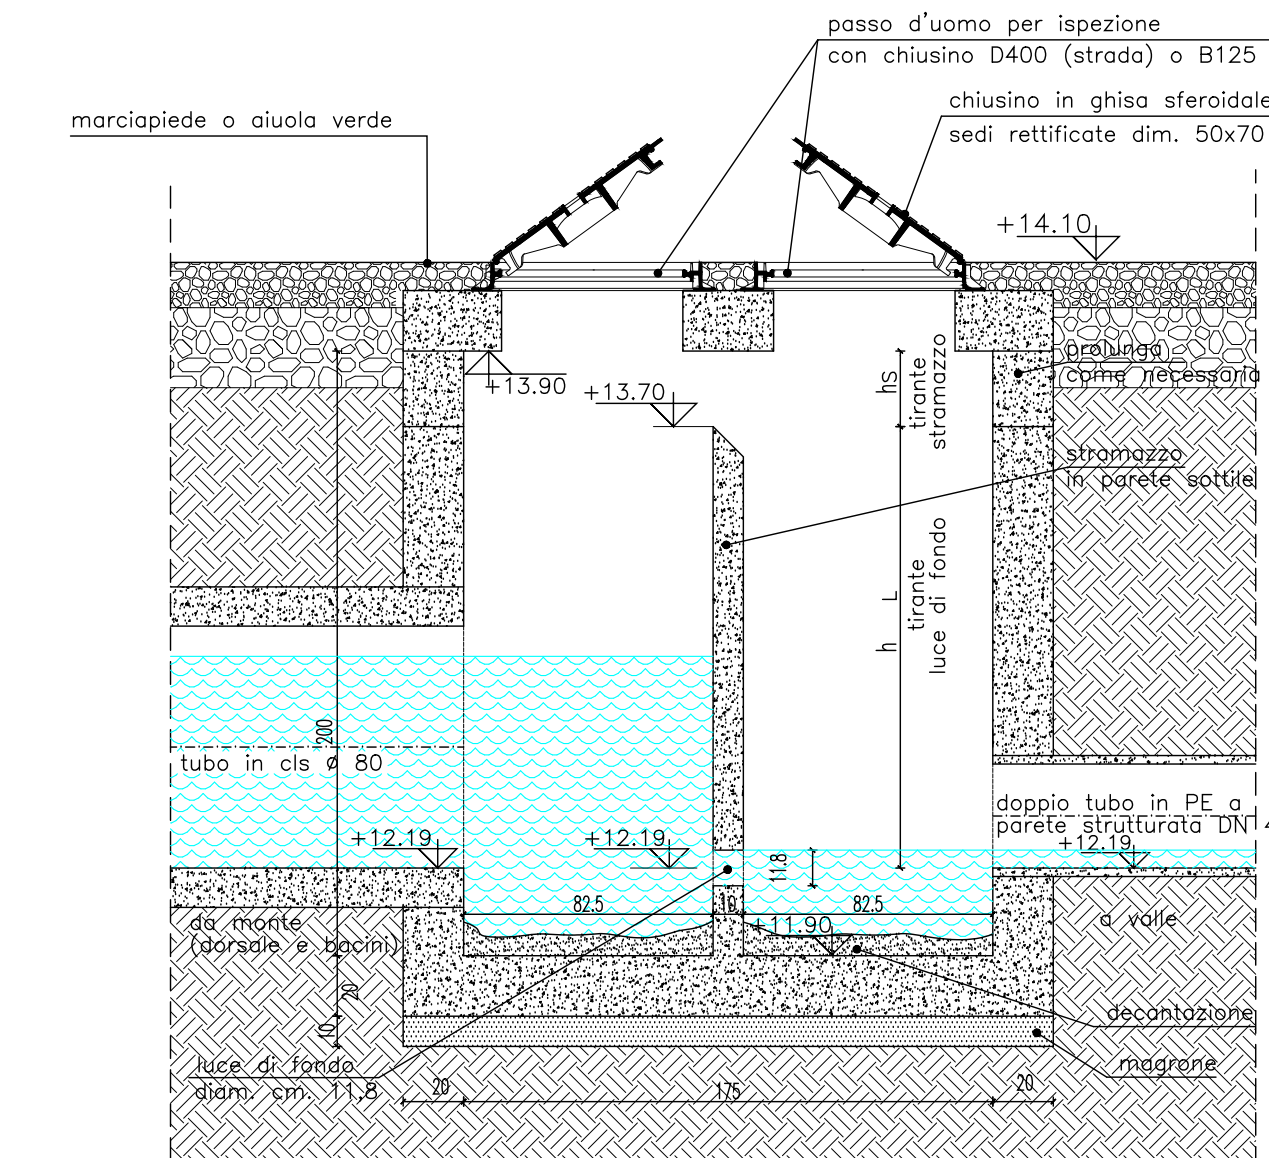 passo d'uomo per ispezione
con chiusino D400 (strada) o B125
chiusino in ghisa sferoidale
sedi rettificate dim. 50x70
marciapiede o aiuola verde
+14.10
+13.90
+13.70
hs
tirante
stramazzo
prolunga
come necessaria
stramazzo
in parete sottile
h L
tirante
luce di fondo
200
tubo in cls ø 80
doppio tubo in PE a
parete strutturata DN 4
+12.19
+12.19
+12.19
11.8
82.5
10
82.5
da monte
(dorsale e bacini)
+11.90
a valle
20
10
decantazione
luce di fondo
diam. cm. 11,8
magrone
20
175
20